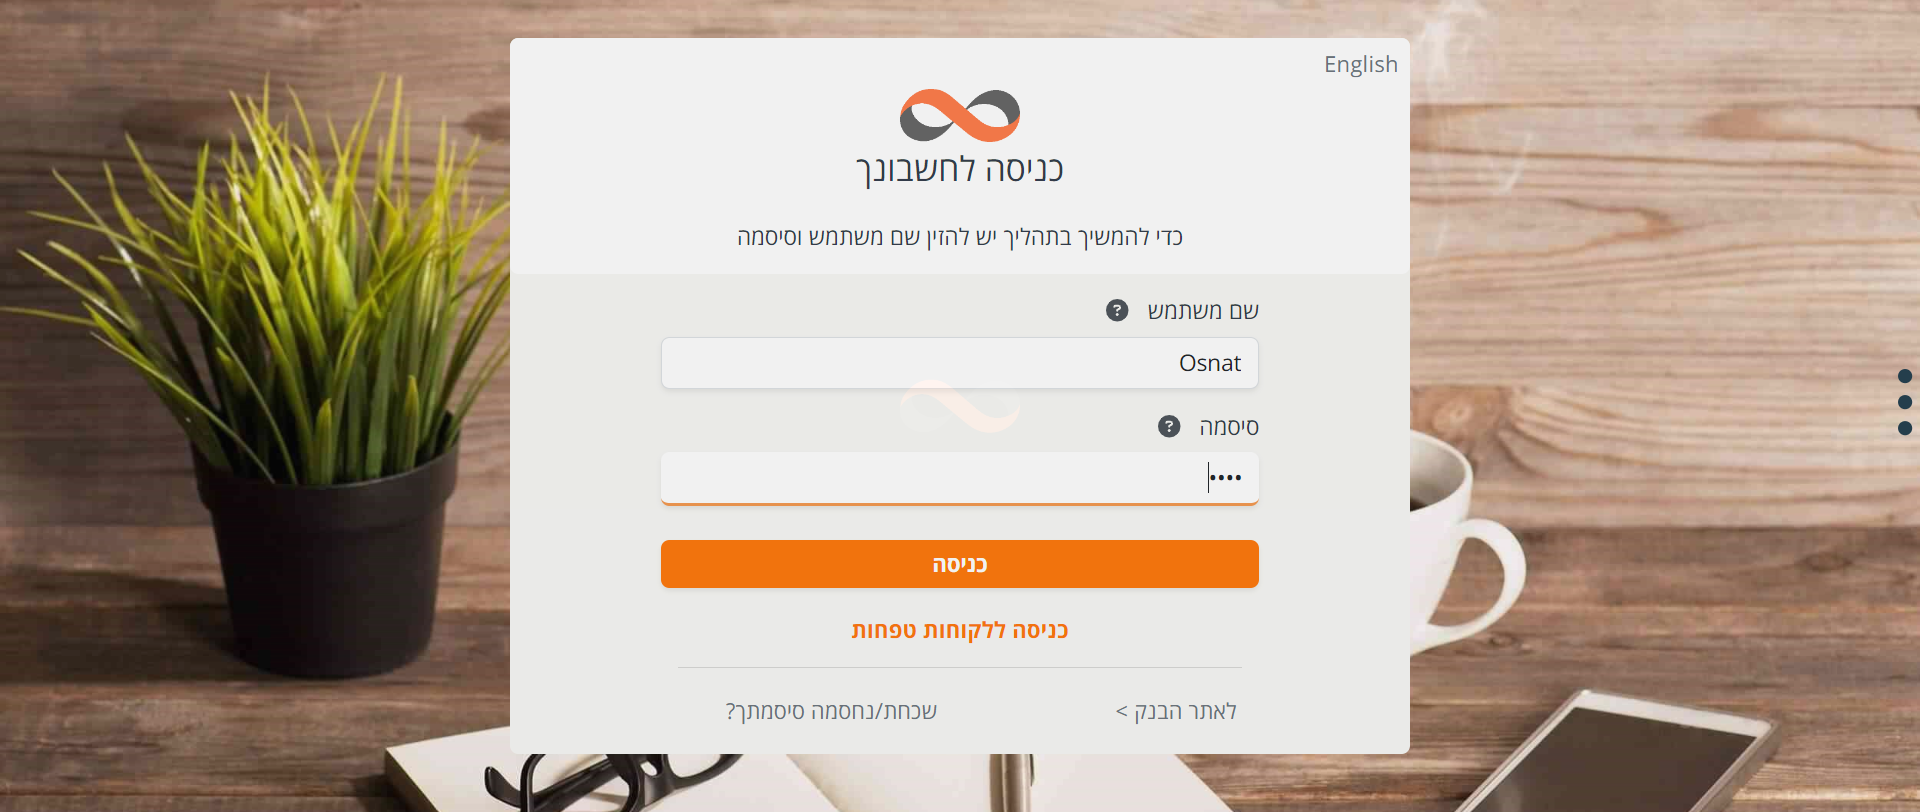 English
כניסה לחשבונך
כדי להמשיך בתהליך יש להזין שם משתמש וסיסמה
שם משתמש ?
Osnat
סיסמה ?
••••
כניסה
כניסה ללקוחות טפחות
לאתר הבנק >
שכחת/נחסמה סיסמתך?